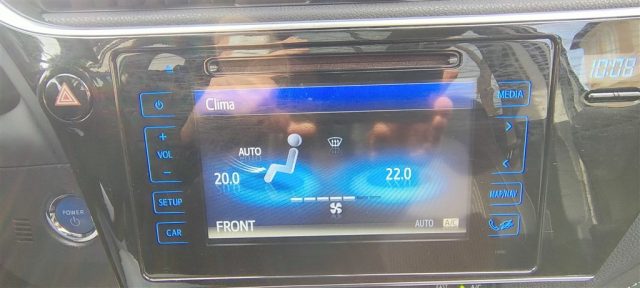 10:08
Clima
MEDIA
AUTO
+
VOL
-
20.0
22.0
SETUP
MAP/NAV
POWER
CAR
FRONT
AUTO A/C